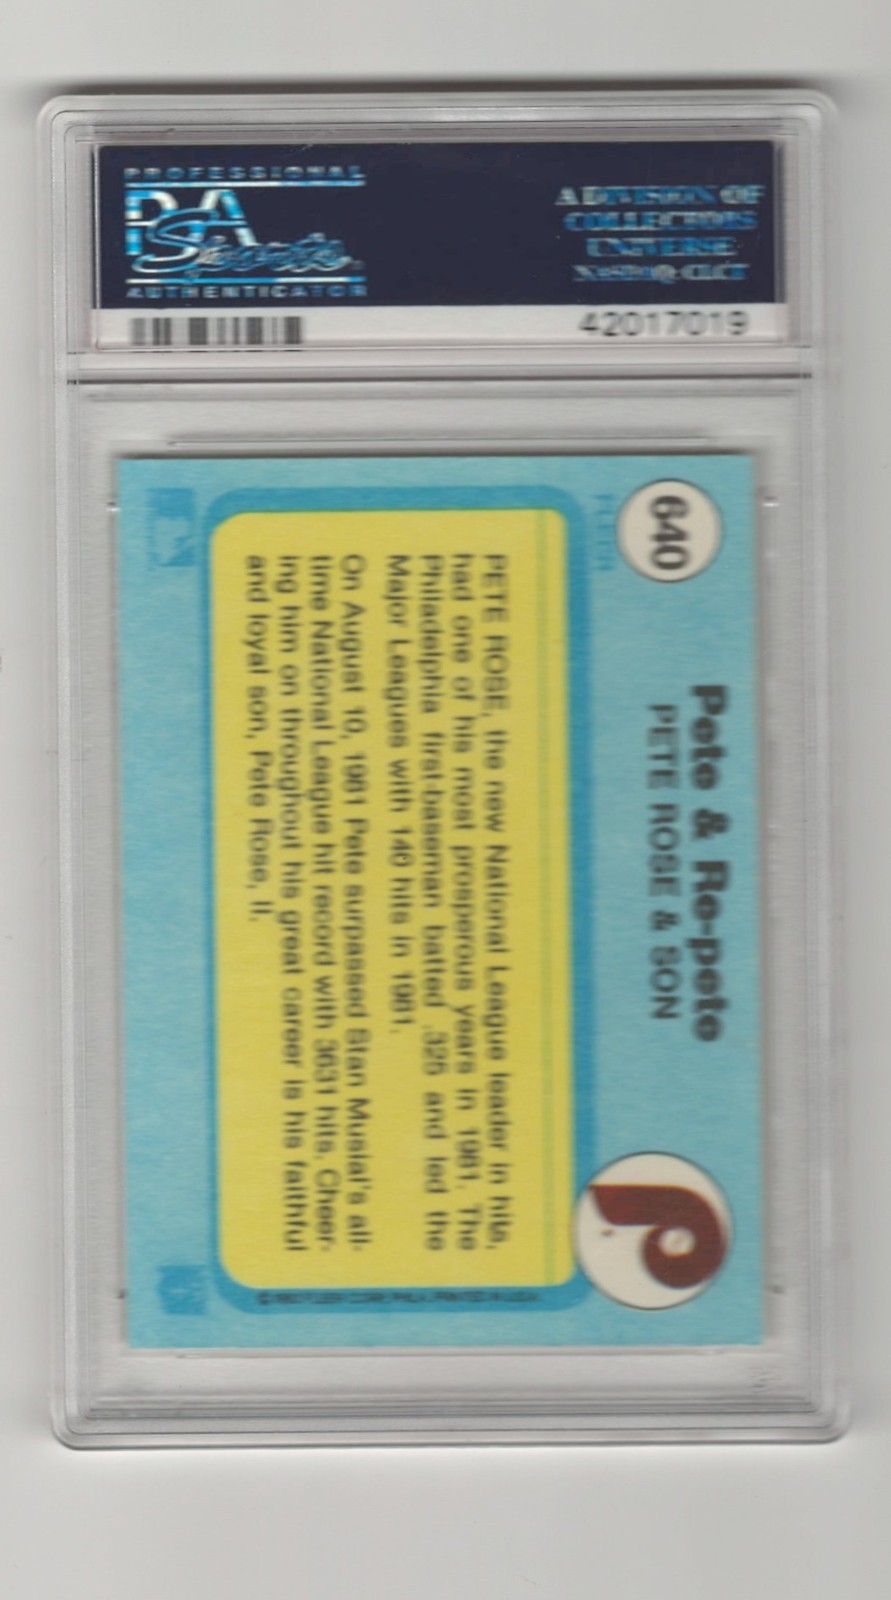 PROFESSIONAL
PSA
Sports
AUTHENTICATOR
A DIVISION OF
COLLECTORS
UNIVERSE
NASDAQ: CLCT
42017019
640
FLEER
Pete & Re-pete
PETE ROSE & SON
P
PETE ROSE, the new National League leader in hits,
had one of his most prosperous years in 1981. The
Philadelphia first-baseman batted .325 and led the
Major Leagues with 140 hits in 1981.
On August 10, 1981 Pete surpassed Stan Musial's all-
time National League hit record with 3631 hits. Cheer-
ing him on throughout his great career is his faithful
and loyal son, Pete Rose, II.